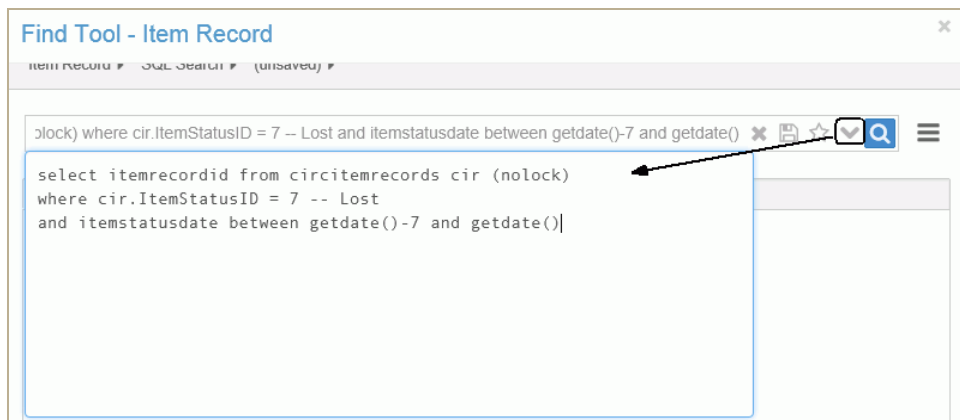 Find Tool - Item Record
Item Record SQL Search (unsaved)
olock) where cir.ItemStatusID = 7 -- Lost and itemstatusdate between getdate()-7 and getdate()
select itemrecordid from circitemrecords cir (nolock)
where cir.ItemStatusID = 7 -- Lost
and itemstatusdate between getdate()-7 and getdate()